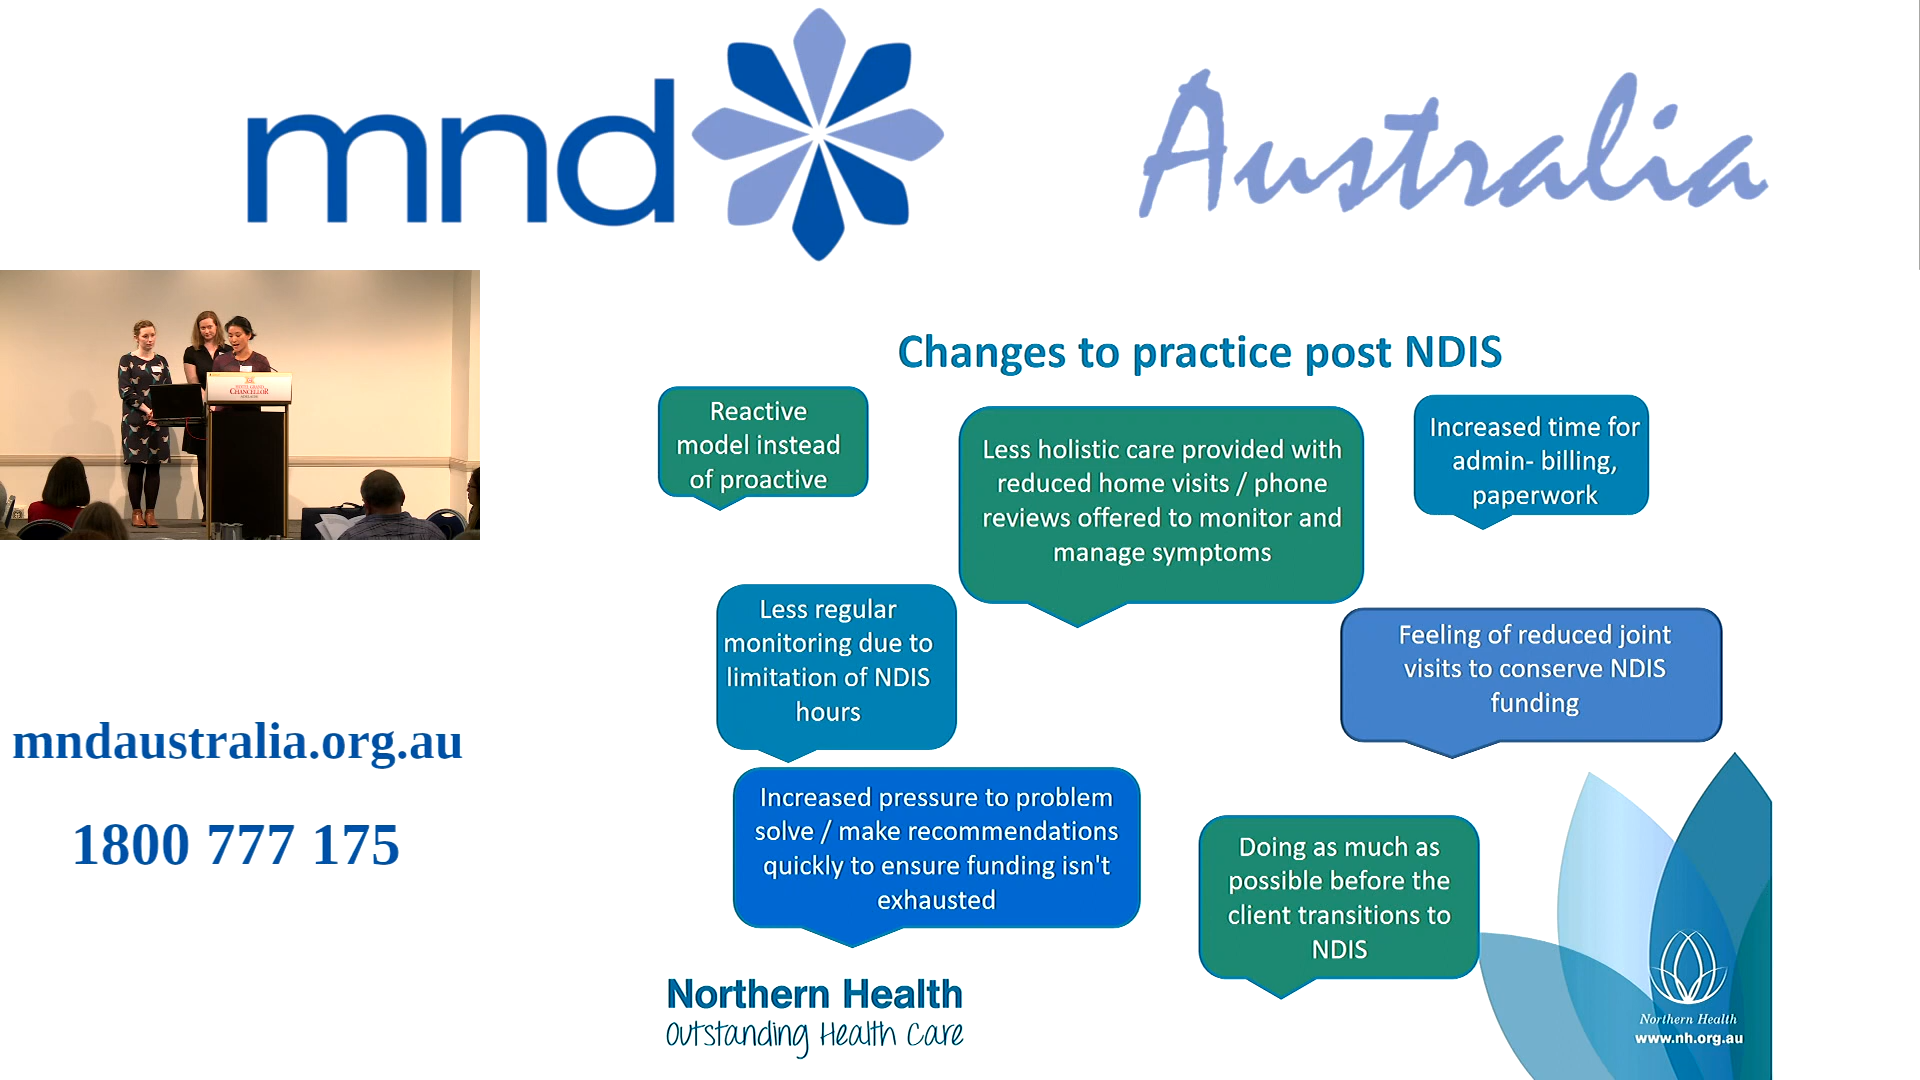 mnd Australia
HOTEL GRAND
CHANCELLOR
ADELAIDE
mndaustralia.org.au
1800 777 175
Changes to practice post NDIS
Reactive
model instead
of proactive
Less holistic care provided with
reduced home visits / phone
reviews offered to monitor and
manage symptoms
Increased time for
admin- billing,
paperwork
Less regular
monitoring due to
limitation of NDIS
hours
Feeling of reduced joint
visits to conserve NDIS
funding
Increased pressure to problem
solve / make recommendations
quickly to ensure funding isn't
exhausted
Doing as much as
possible before the
client transitions to
NDIS
Northern Health
Outstanding Health Care
Northern Health
www.nh.org.au